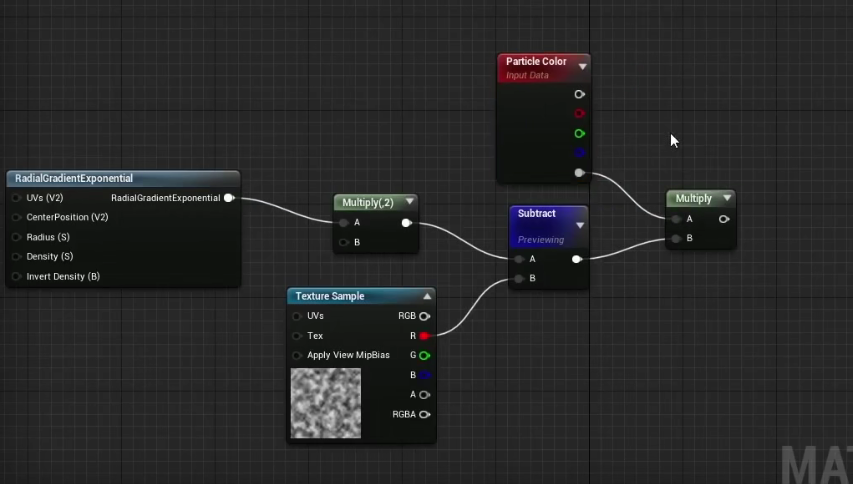 Particle Color
Input Data
RadialGradientExponential
UVs (V2) RadialGradientExponential
CenterPosition (V2)
Radius (S)
Density (S)
Invert Density (B)
Multiply(,2)
A
B
Subtract
Previewing
A
B
Multiply
A
B
Texture Sample
UVs RGB
Tex R
Apply View MipBias G
B
A
RGBA
MAT